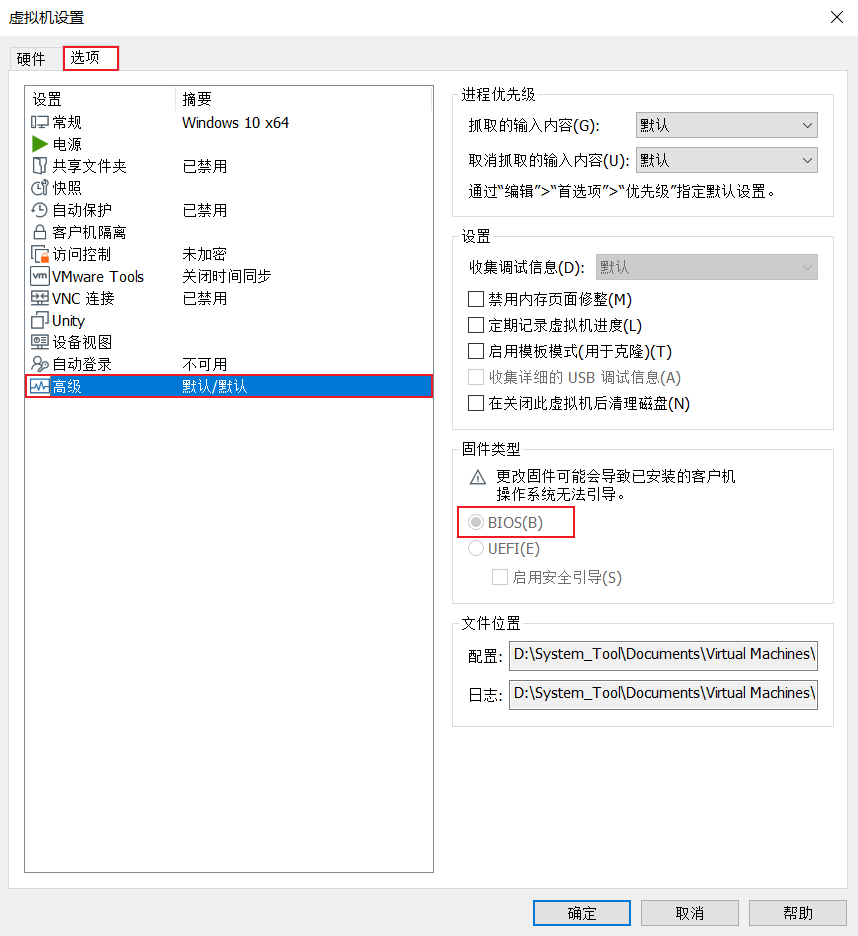 虚拟机设置
硬件 选项
设置 摘要
常规 Windows 10 x64
电源
共享文件夹 已禁用
快照
自动保护 已禁用
客户机隔离
访问控制 未加密
VMware Tools 关闭时间同步
VNC 连接 已禁用
Unity
设备视图
自动登录 不可用
高级 默认/默认
进程优先级
抓取的输入内容(G): 默认
取消抓取的输入内容(U): 默认
通过“编辑”>“首选项”>“优先级”指定默认设置。
设置
收集调试信息(D): 默认
禁用内存页面修整(M)
定期记录虚拟机进度(L)
启用模板模式(用于克隆)(T)
收集详细的 USB 调试信息(A)
在关闭此虚拟机后清理磁盘(N)
固件类型
更改固件可能会导致已安装的客户机
操作系统无法引导。
BIOS(B)
UEFI(E)
启用安全引导(S)
文件位置
配置: D:\System_Tool\Documents\Virtual Machines\
日志: D:\System_Tool\Documents\Virtual Machines\
确定 取消 帮助